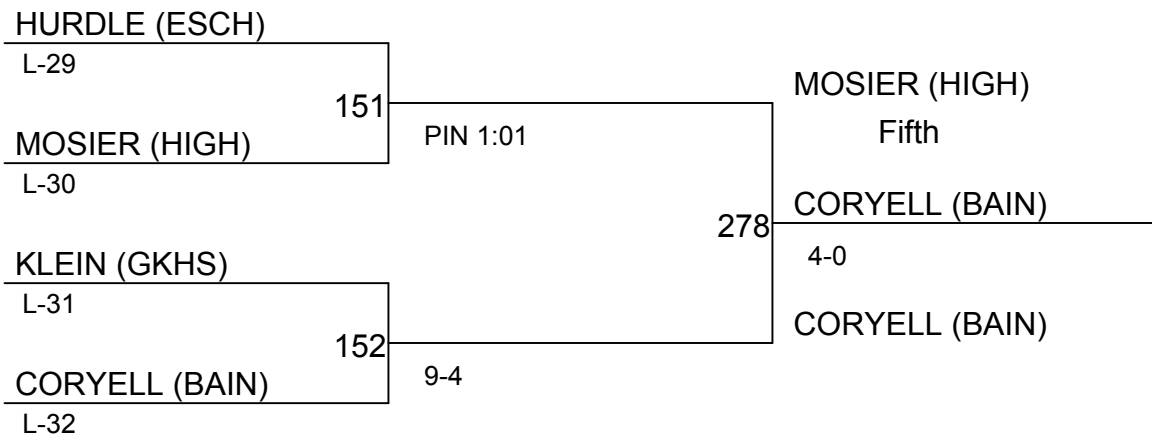 HURDLE (ESCH)
L-29
151
MOSIER (HIGH)
L-30
PIN 1:01
KLEIN (GKHS)
L-31
152
CORYELL (BAIN)
L-32
9-4
MOSIER (HIGH)
Fifth
278
CORYELL (BAIN)
4-0
CORYELL (BAIN)